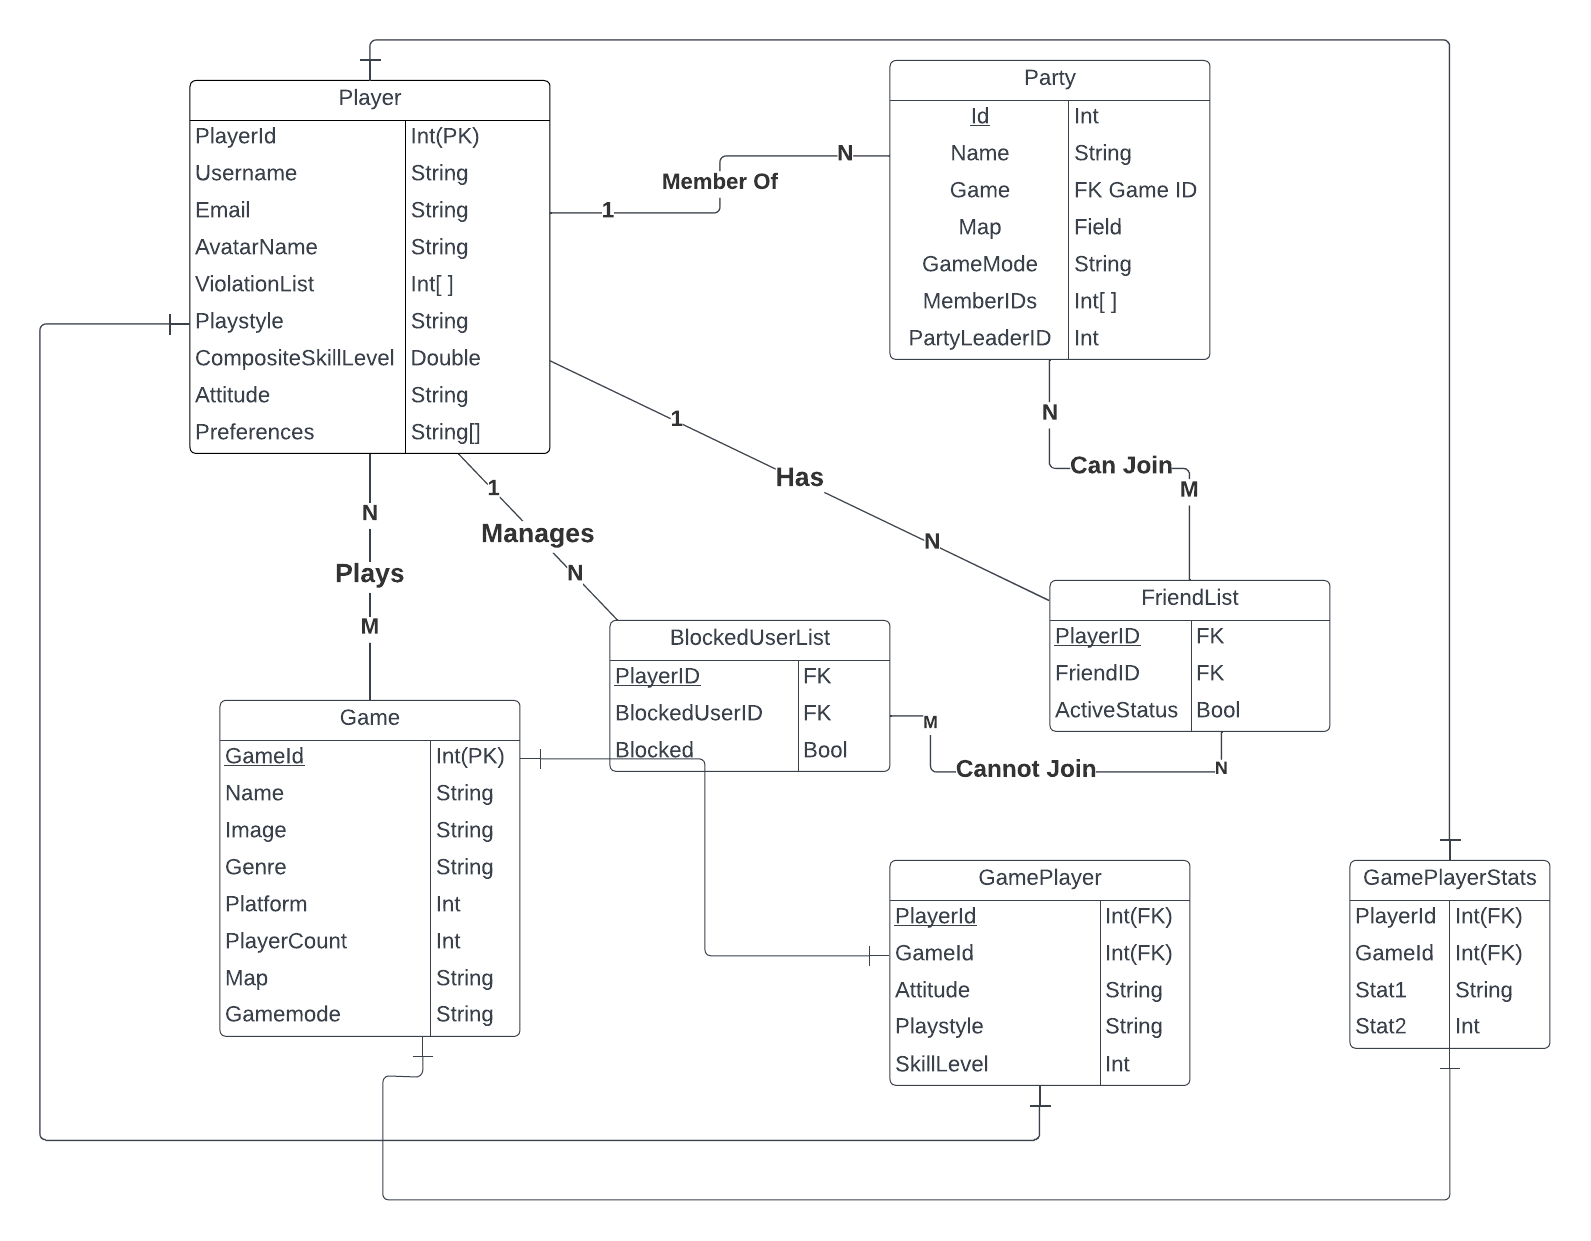 Player
PlayerId Int(PK)
Username String
Email String
AvatarName String
ViolationList Int[ ]
Playstyle String
CompositeSkillLevel Double
Attitude String
Preferences String[]
Party
Id Int
Name String
Game FK Game ID
Map Field
GameMode String
MemberIDs Int[ ]
PartyLeaderID Int
N
Member Of
1
1
Has
N
N
Can Join
M
1
Manages
N
N
Plays
M
FriendList
PlayerID FK
FriendID FK
ActiveStatus Bool
BlockedUserList
PlayerID FK
BlockedUserID FK
Blocked Bool
M
Cannot Join
N
Game
GameId Int(PK)
Name String
Image String
Genre String
Platform Int
PlayerCount Int
Map String
Gamemode String
GamePlayer
PlayerId Int(FK)
GameId Int(FK)
Attitude String
Playstyle String
SkillLevel Int
GamePlayerStats
PlayerId Int(FK)
GameId Int(FK)
Stat1 String
Stat2 Int